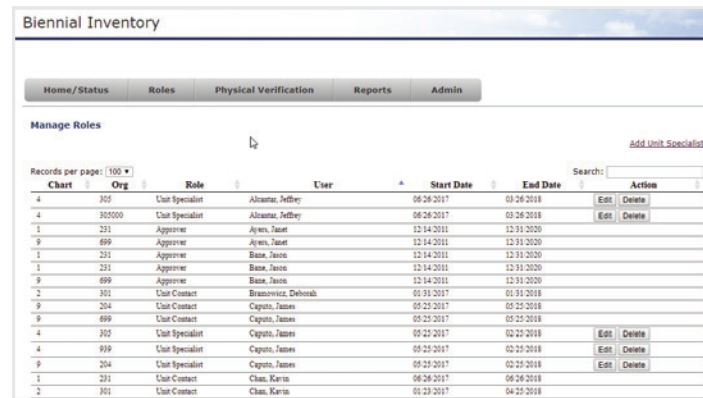 Biennial Inventory
Home/Status Roles Physical Verification Reports Admin
Manage Roles
Add Unit Specialist
Records per page: 100 Search:
Chart Org Role User Start Date End Date Action
4 305 Unit Specialist Alcantar, Jeffrey 06/26/2017 03/26/2018 Edit Delete
4 305000 Unit Specialist Alcantar, Jeffrey 06/26/2017 03/26/2018 Edit Delete
1 231 Approver Ayers, Janet 12/14/2011 12/31/2020
9 699 Approver Ayers, Janet 12/14/2011 12/31/2020
1 231 Approver Bane, Jason 12/14/2011 12/31/2020
1 231 Approver Bane, Jason 12/14/2011 12/31/2020
9 699 Approver Bane, Jason 12/14/2011 12/31/2020
2 301 Unit Contact Bramowicz, Deborah 01/31/2017 01/31/2018
9 204 Unit Contact Caputo, James 05/25/2017 05/25/2018
9 699 Unit Contact Caputo, James 05/25/2017 05/25/2018
4 305 Unit Specialist Caputo, James 05/25/2017 02/25/2018 Edit Delete
4 939 Unit Specialist Caputo, James 05/25/2017 02/25/2018 Edit Delete
9 204 Unit Specialist Caputo, James 05/25/2017 02/25/2018 Edit Delete
1 231 Unit Contact Chan, Kavin 06/26/2017 06/26/2018
2 301 Unit Contact Chan, Kavin 01/23/2017 04/25/2018